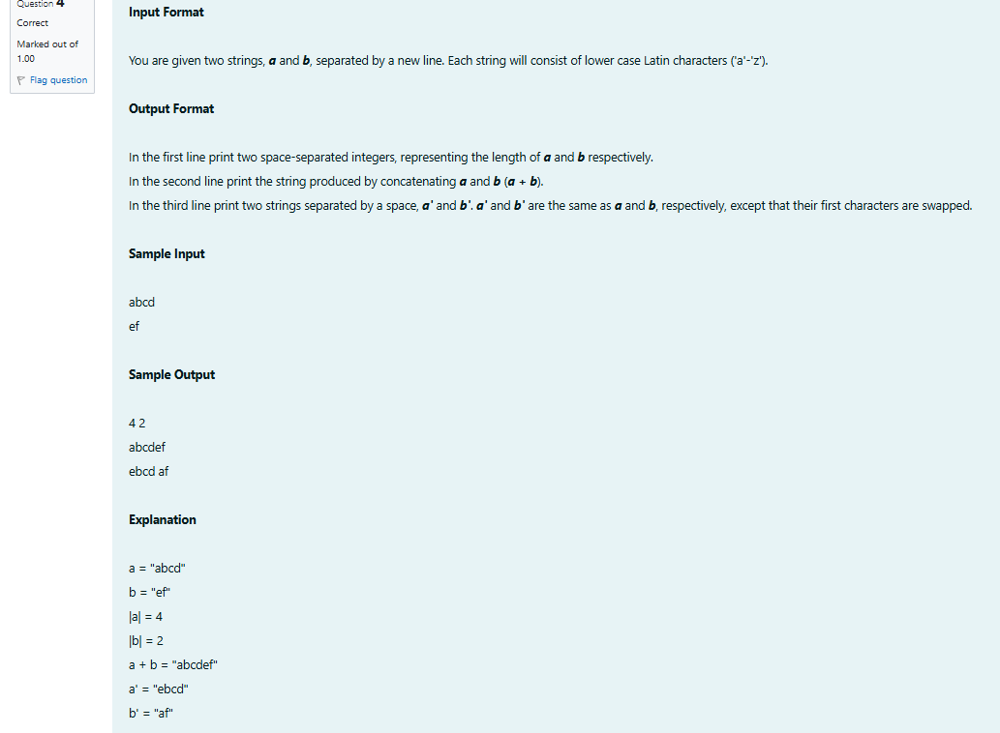 Question 4
Correct
Marked out of
1.00
Flag question
Input Format
You are given two strings, a and b, separated by a new line. Each string will consist of lower case Latin characters ('a'-'z').
Output Format
In the first line print two space-separated integers, representing the length of a and b respectively.
In the second line print the string produced by concatenating a and b (a + b).
In the third line print two strings separated by a space, a' and b'. a' and b' are the same as a and b, respectively, except that their first characters are swapped.
Sample Input
abcd
ef
Sample Output
4 2
abcdef
ebcd af
Explanation
a = "abcd"
b = "ef"
|a| = 4
|b| = 2
a + b = "abcdef"
a' = "ebcd"
b' = "af"